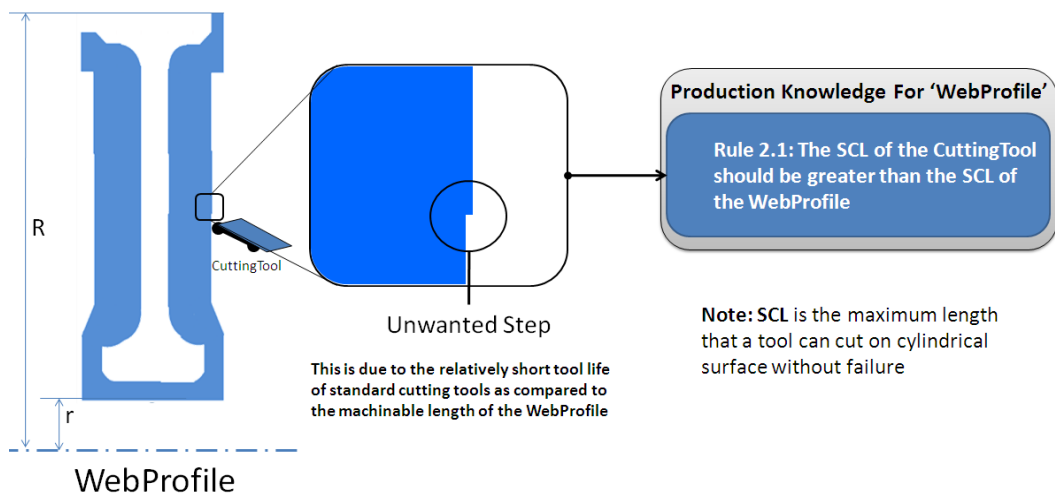 R
r
WebProfile
CuttingTool
Unwanted Step
This is due to the relatively short tool life
of standard cutting tools as compared to
the machinable length of the WebProfile
Production Knowledge For ‘WebProfile’
Rule 2.1: The SCL of the CuttingTool
should be greater than the SCL of
the WebProfile
Note: SCL is the maximum length
that a tool can cut on cylindrical
surface without failure